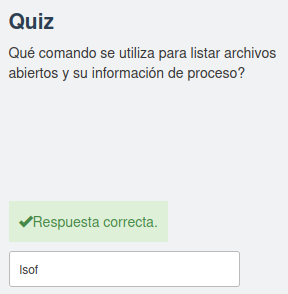 Quiz
Qué comando se utiliza para listar archivos
abiertos y su información de proceso?
Respuesta correcta.
lsof